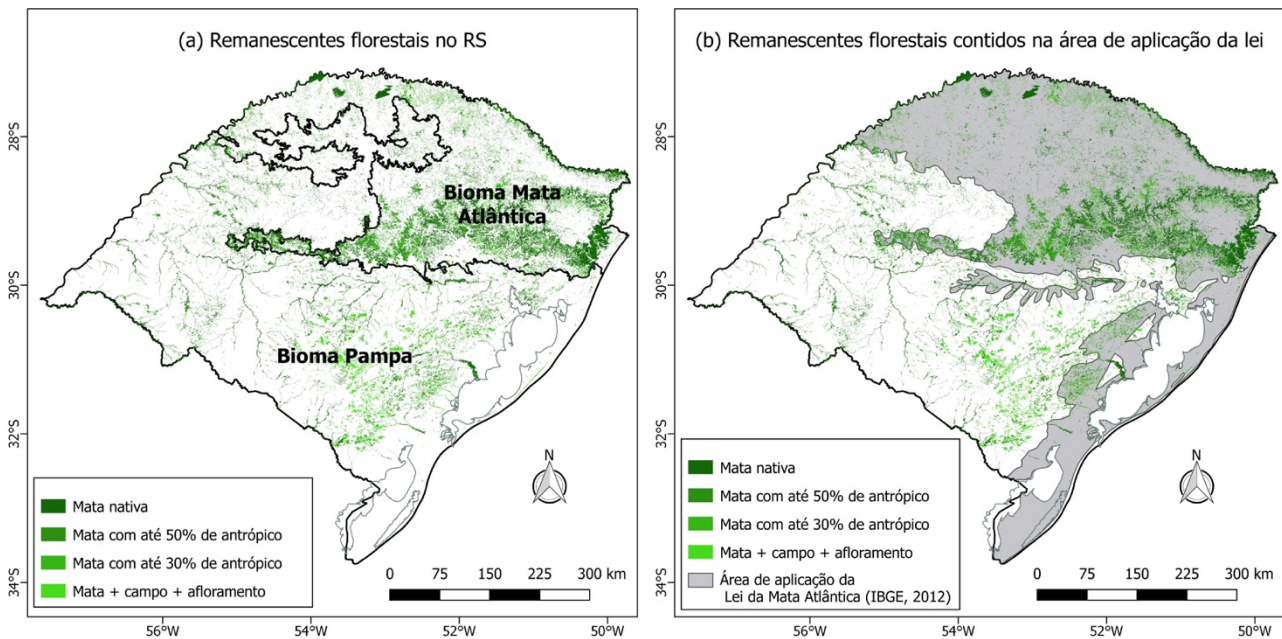 (a) Remanescentes florestais no RS
28°S
30°S
32°S
34°S
Bioma Mata
Atlântica
Bioma Pampa
N
Mata nativa
Mata com até 50% de antrópico
Mata com até 30% de antrópico
Mata + campo + afloramento
0 75 150 225 300 km
56°W 54°W 52°W 50°W
(b) Remanescentes florestais contidos na área de aplicação da lei
28°S
30°S
32°S
34°S
N
Mata nativa
Mata com até 50% de antrópico
Mata com até 30% de antrópico
Mata + campo + afloramento
Área de aplicação da
Lei da Mata Atlântica (IBGE, 2012)
0 75 150 225 300 km
56°W 54°W 52°W 50°W